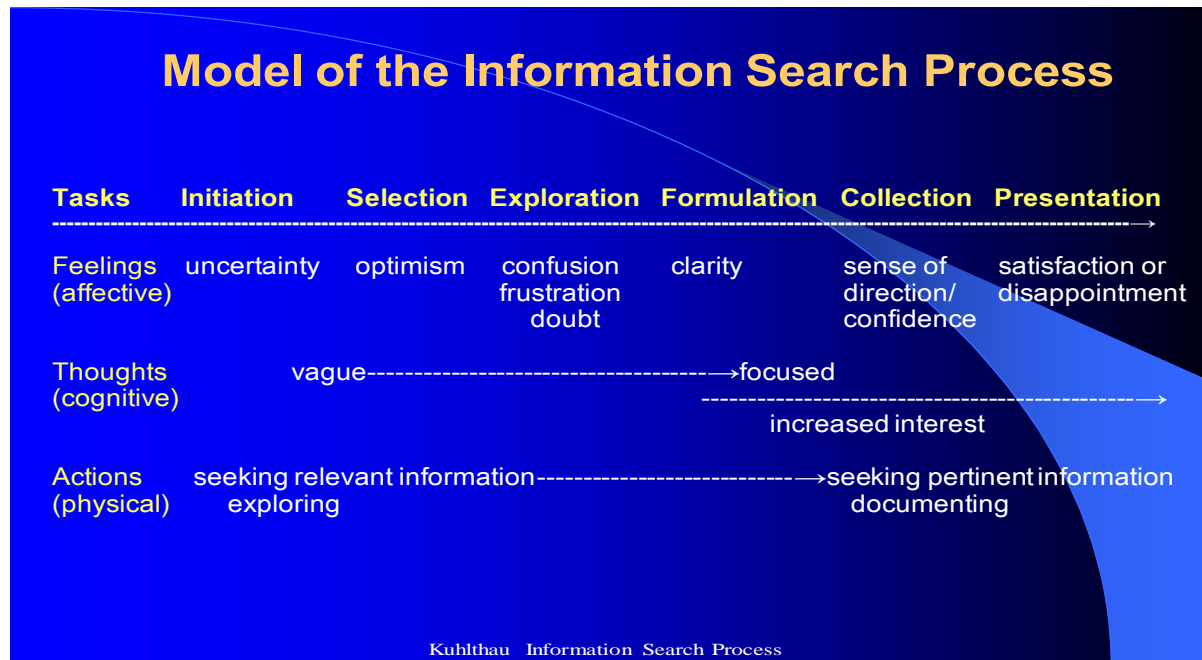 Model of the Information Search Process
Tasks Initiation Selection Exploration Formulation Collection Presentation
Feelings uncertainty optimism confusion clarity sense of satisfaction or
(affective) frustration direction/ disappointment
doubt confidence
Thoughts vague focused
(cognitive)
increased interest
Actions seeking relevant information seeking pertinent information
(physical) exploring documenting
Kuhlthau Information Search Process